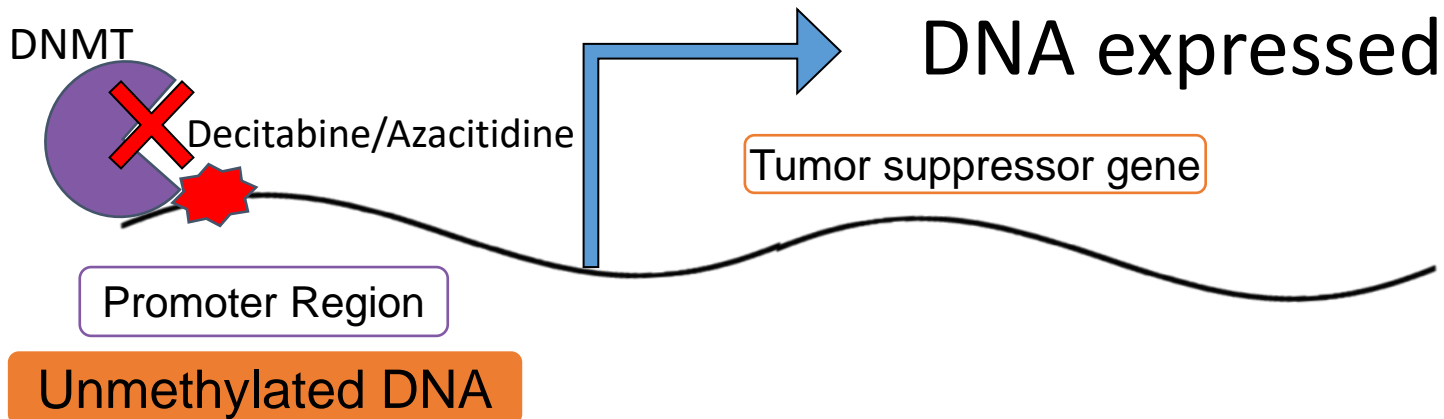 DNMT
DNA expressed
Decitabine/Azacitidine
Tumor suppressor gene
Promoter Region
Unmethylated DNA